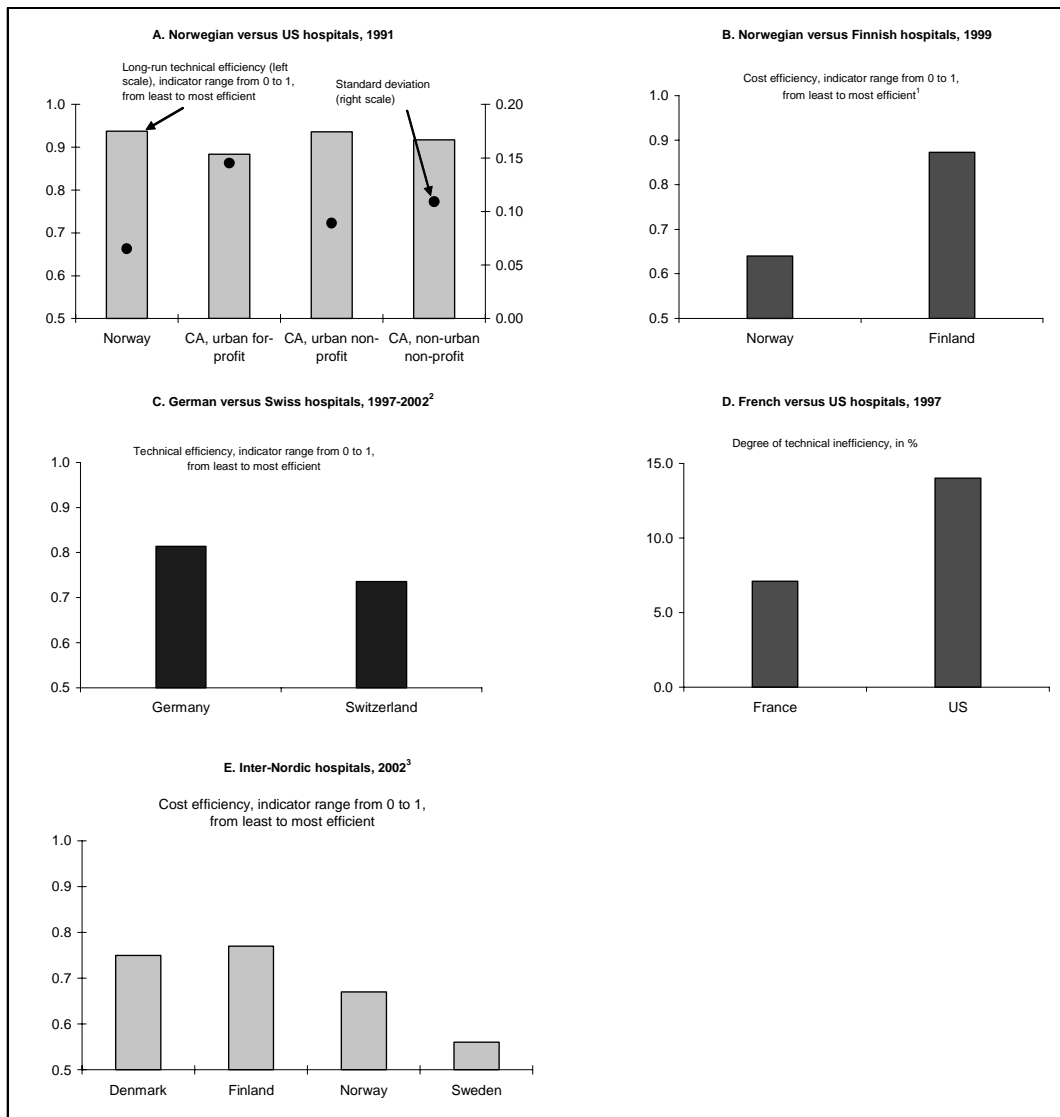 A. Norwegian versus US hospitals, 1991
Long-run technical efficiency (left
scale), indicator range from 0 to 1,
from least to most efficient
Standard deviation
(right scale)
1.0
0.9
0.8
0.7
0.6
0.5
0.20
0.15
0.10
0.05
0.00
Norway
CA, urban for-
profit
CA, urban non-
profit
CA, non-urban
non-profit
B. Norwegian versus Finnish hospitals, 1999
Cost efficiency, indicator range from 0 to 1,
from least to most efficient¹
1.0
0.9
0.8
0.7
0.6
0.5
Norway Finland
C. German versus Swiss hospitals, 1997-2002²
Technical efficiency, indicator range from 0 to 1,
from least to most efficient
1.0
0.9
0.8
0.7
0.6
0.5
Germany Switzerland
D. French versus US hospitals, 1997
Degree of technical inefficiency, in %
15.0
10.0
5.0
0.0
France US
E. Inter-Nordic hospitals, 2002³
Cost efficiency, indicator range from 0 to 1,
from least to most efficient
1.0
0.9
0.8
0.7
0.6
0.5
Denmark Finland Norway Sweden